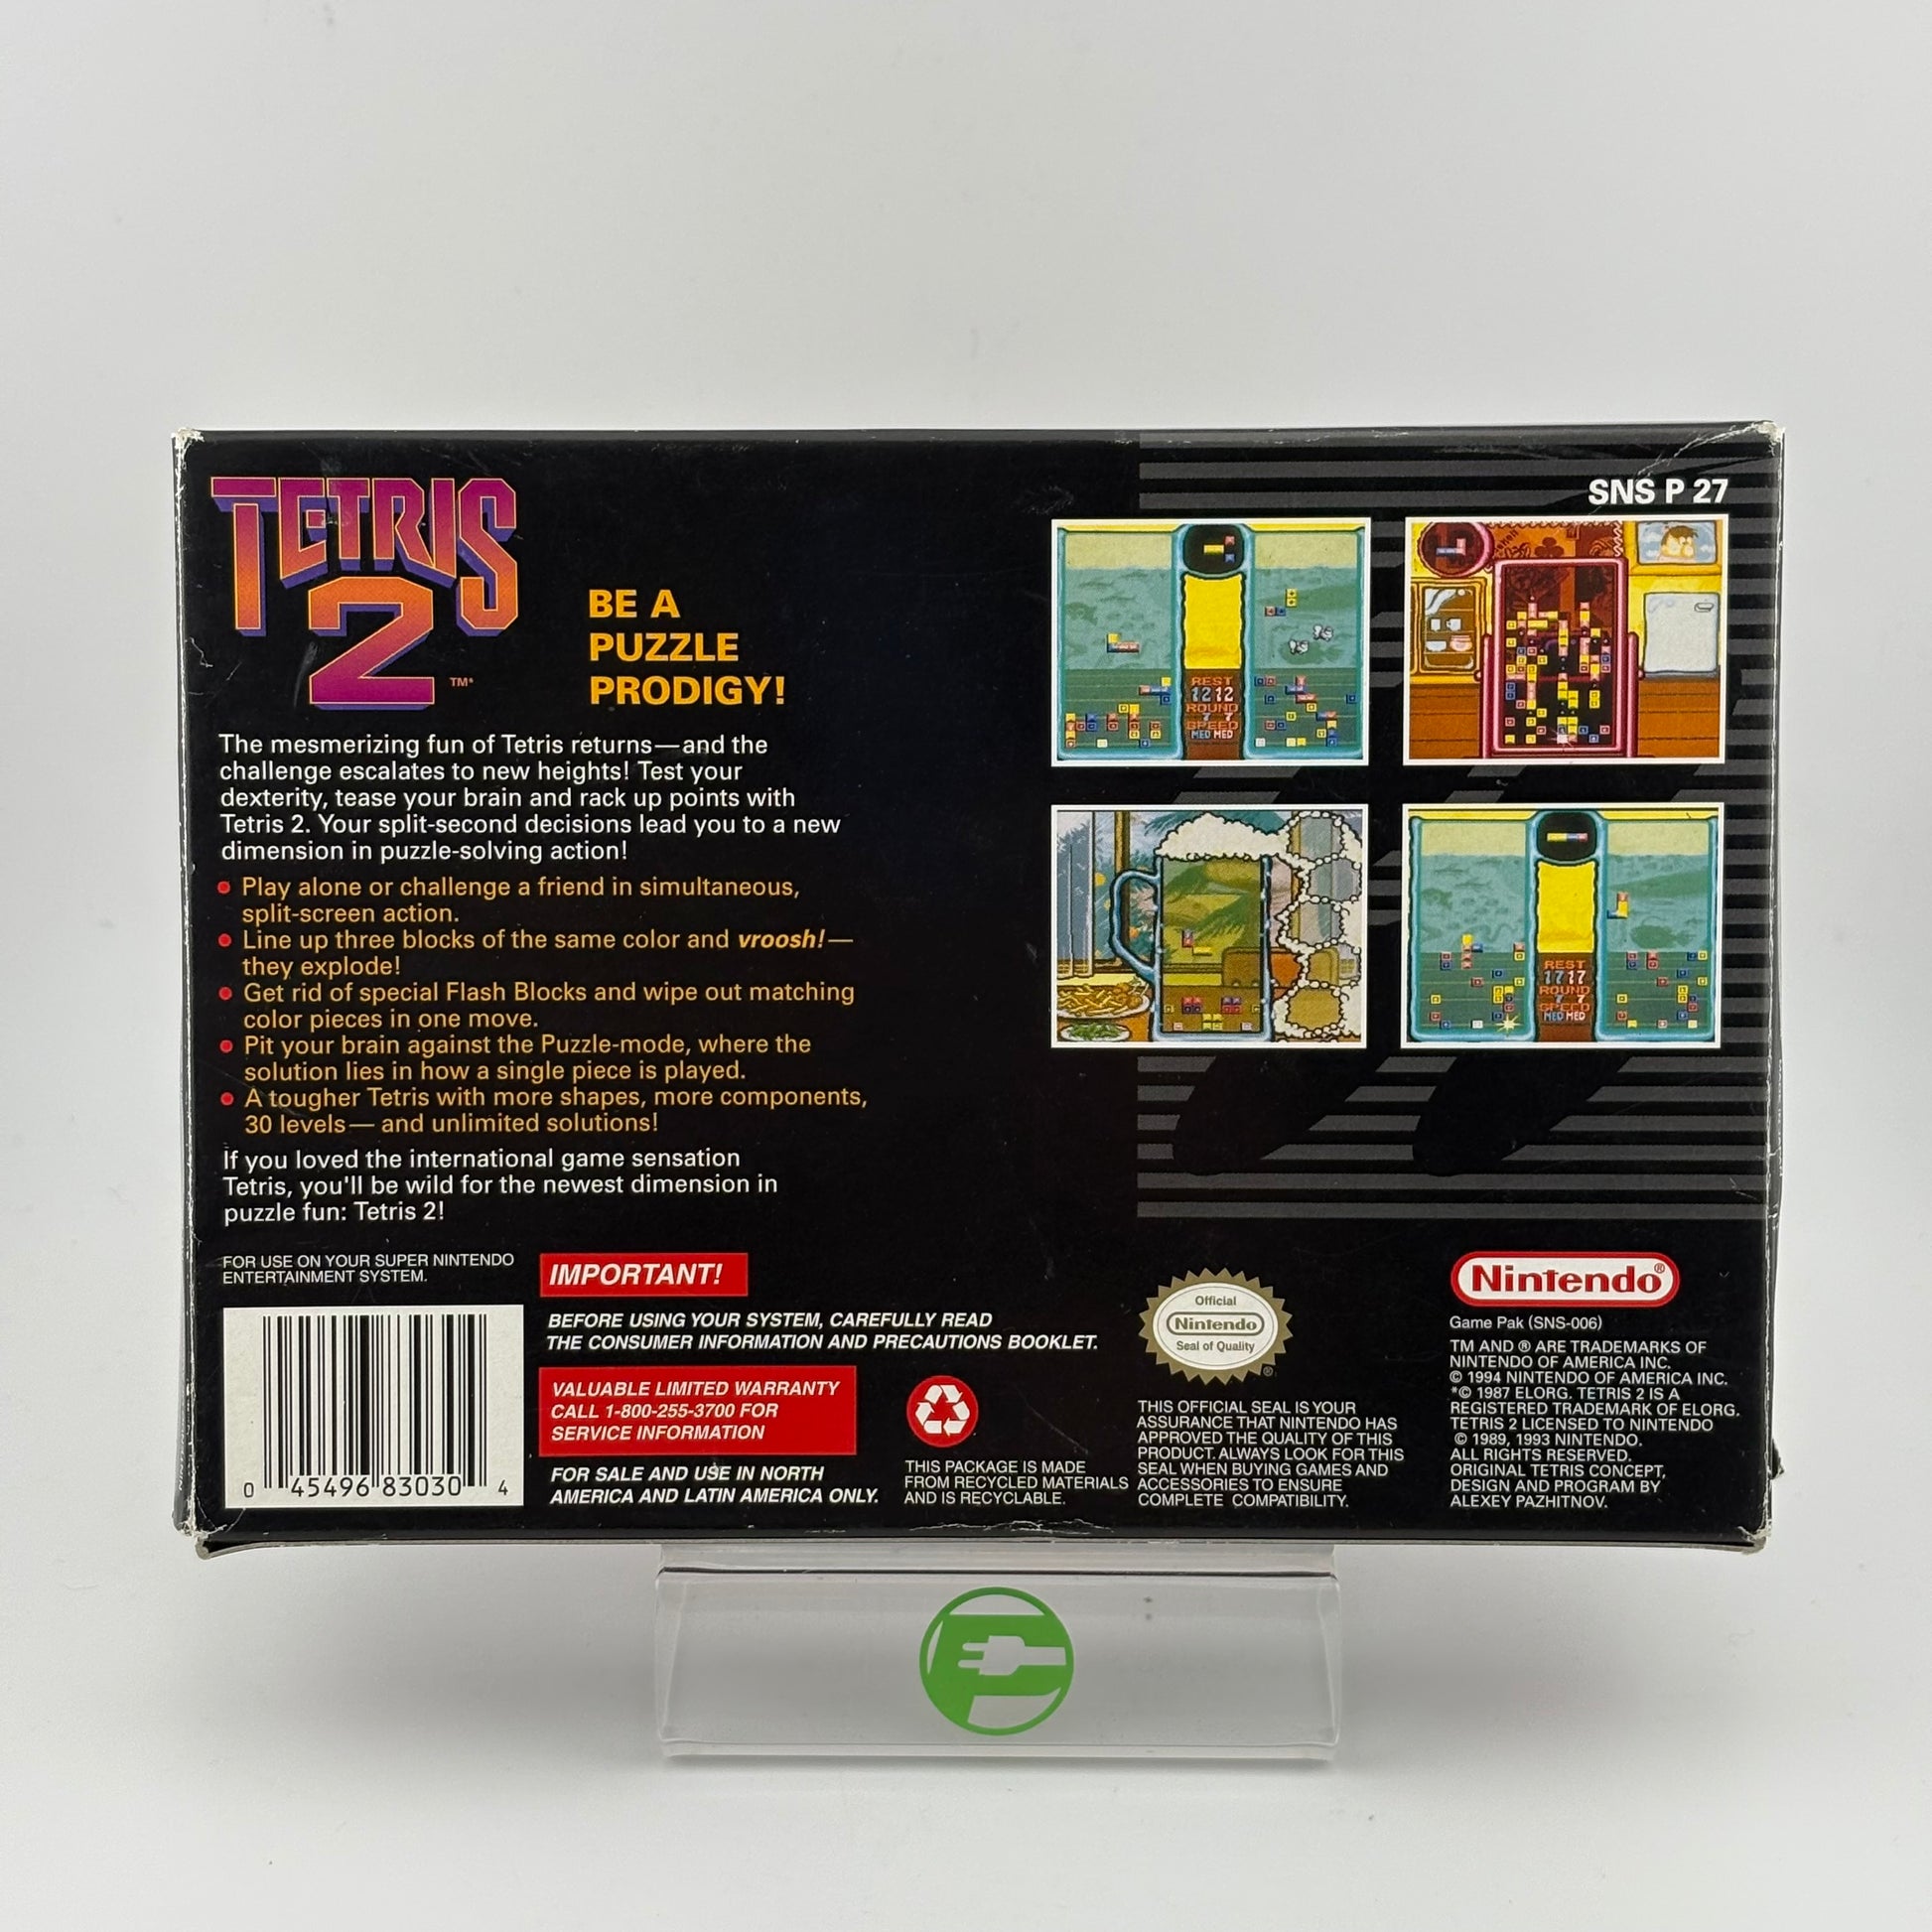 TETRIS
2
TM*
BE A
PUZZLE
PRODIGY!
The mesmerizing fun of Tetris returns—and the
challenge escalates to new heights! Test your
dexterity, tease your brain and rack up points with
Tetris 2. Your split-second decisions lead you to a new
dimension in puzzle-solving action!
• Play alone or challenge a friend in simultaneous,
split-screen action.
• Line up three blocks of the same color and vroosh!—
they explode!
• Get rid of special Flash Blocks and wipe out matching
color pieces in one move.
• Pit your brain against the Puzzle-mode, where the
solution lies in how a single piece is played.
• A tougher Tetris with more shapes, more components,
30 levels— and unlimited solutions!
If you loved the international game sensation
Tetris, you'll be wild for the newest dimension in
puzzle fun: Tetris 2!
SNS P 27
REST
12 12
ROUND
7 7
SPEED
MED MED
REST
17 17
ROUND
7 7
SPEED
MED MED
FOR USE ON YOUR SUPER NINTENDO
ENTERTAINMENT SYSTEM.
0 45496 83030 4
IMPORTANT!
BEFORE USING YOUR SYSTEM, CAREFULLY READ
THE CONSUMER INFORMATION AND PRECAUTIONS BOOKLET.
VALUABLE LIMITED WARRANTY
CALL 1-800-255-3700 FOR
SERVICE INFORMATION
FOR SALE AND USE IN NORTH
AMERICA AND LATIN AMERICA ONLY.
THIS PACKAGE IS MADE
FROM RECYCLED MATERIALS
AND IS RECYCLABLE.
Official
Nintendo
Seal of Quality
®
THIS OFFICIAL SEAL IS YOUR
ASSURANCE THAT NINTENDO HAS
APPROVED THE QUALITY OF THIS
PRODUCT. ALWAYS LOOK FOR THIS
SEAL WHEN BUYING GAMES AND
ACCESSORIES TO ENSURE
COMPLETE COMPATIBILITY.
Nintendo®
Game Pak (SNS-006)
TM AND ® ARE TRADEMARKS OF
NINTENDO OF AMERICA INC.
© 1994 NINTENDO OF AMERICA INC.
*© 1987 ELORG. TETRIS 2 IS A
REGISTERED TRADEMARK OF ELORG.
TETRIS 2 LICENSED TO NINTENDO
© 1989, 1993 NINTENDO.
ALL RIGHTS RESERVED.
ORIGINAL TETRIS CONCEPT,
DESIGN AND PROGRAM BY
ALEXEY PAZHITNOV.